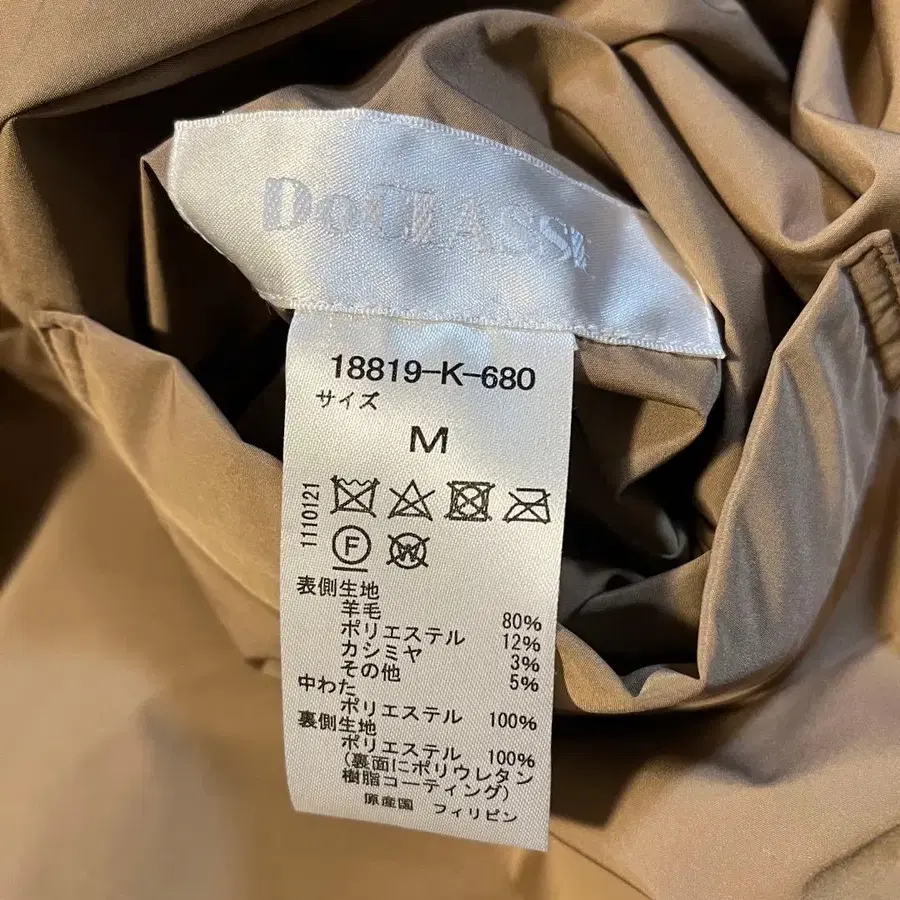 DoCLASSE
18819-K-680
サイズ
M
1110121
F
W
表側生地
羊毛 80%
ポリエステル 12%
カシミヤ 3%
その他 5%
中わた
ポリエステル 100%
裏側生地
ポリエステル 100%
(裏面にポリウレタン
樹脂コーティング)
原産国 フィリピン